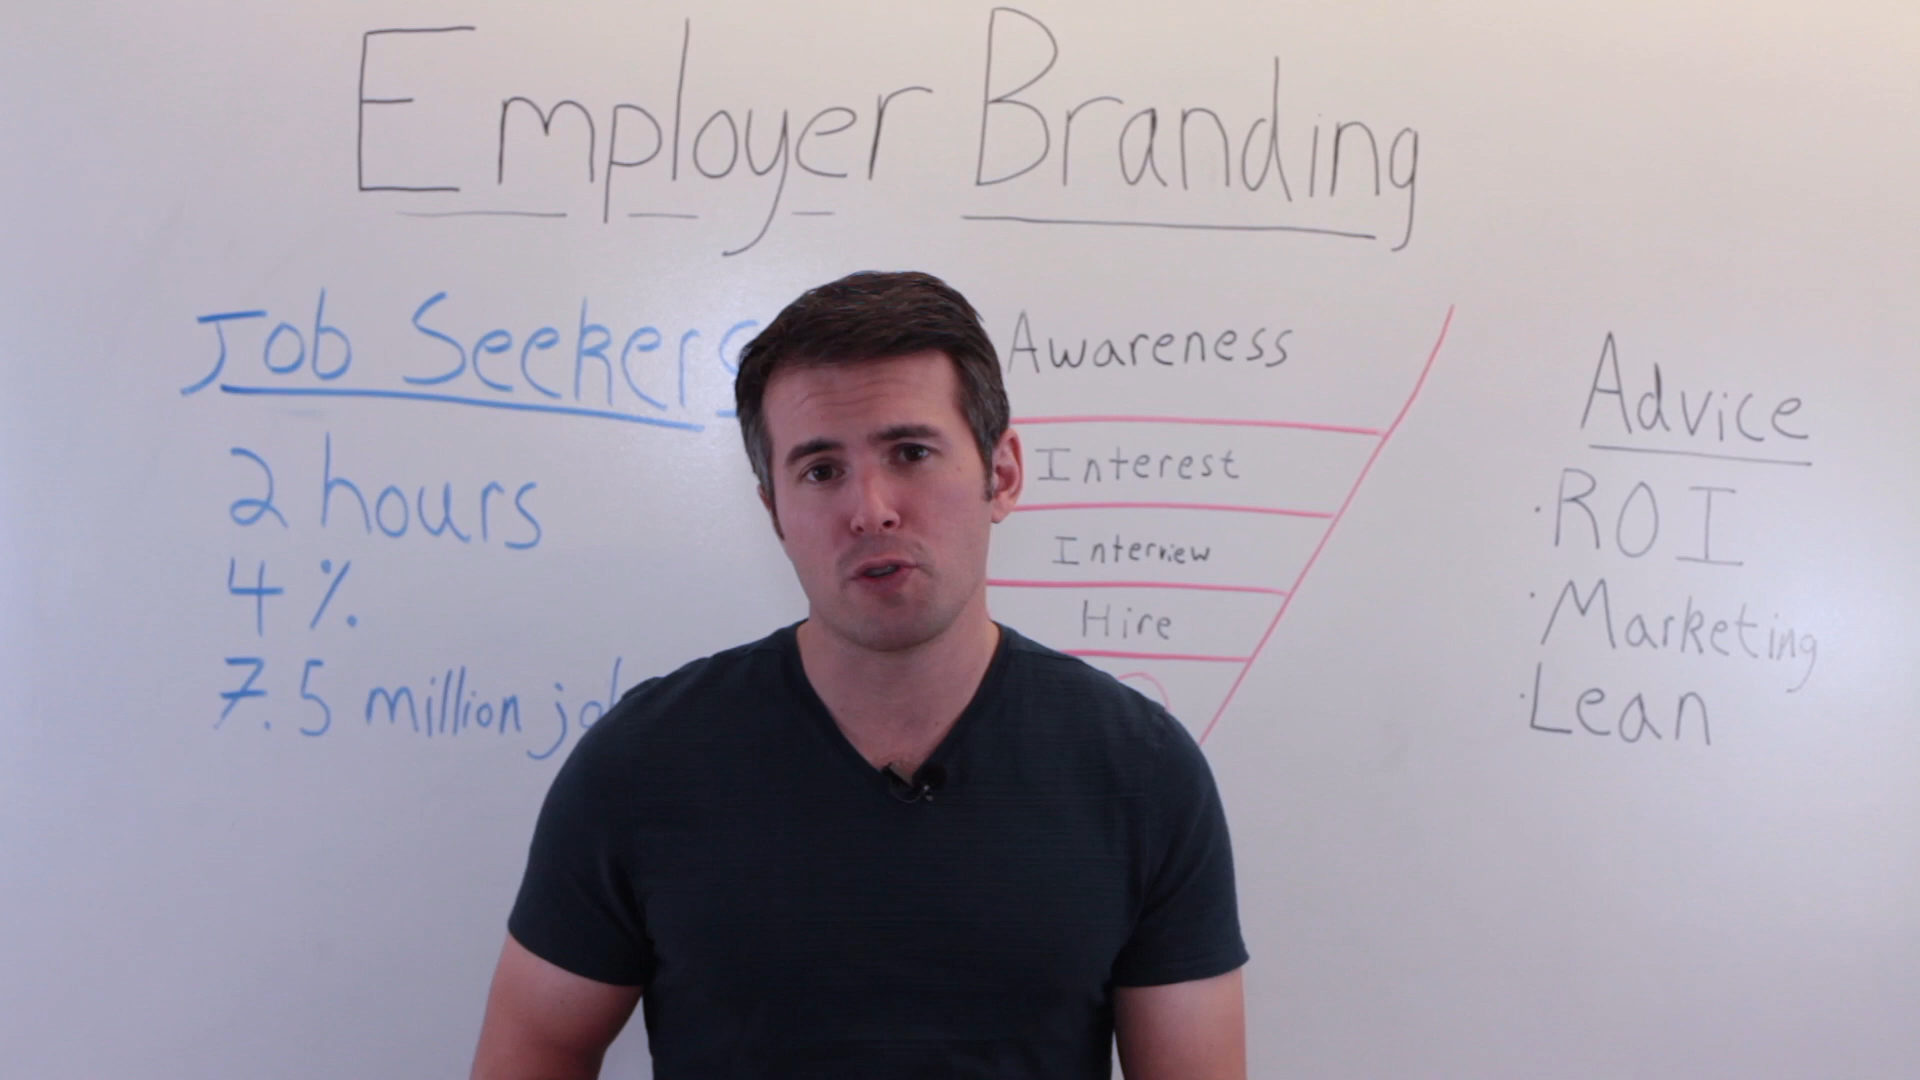 Employer Branding
Job Seekers
2 hours
4%
7.5 million
Awareness
Interest
Interview
Hire
Advice
· ROI
· Marketing
· Lean